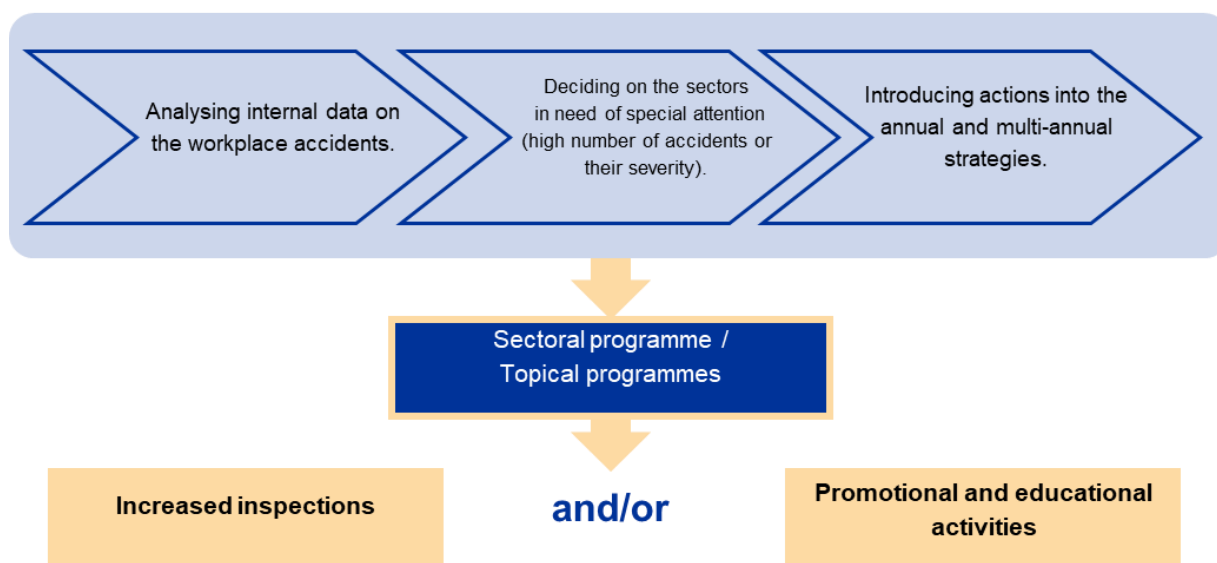 Analysing internal data on
the workplace accidents.
Deciding on the sectors
in need of special attention
(high number of accidents or
their severity).
Introducing actions into the
annual and multi-annual
strategies.
Sectoral programme /
Topical programmes
Increased inspections
and/or
Promotional and educational
activities